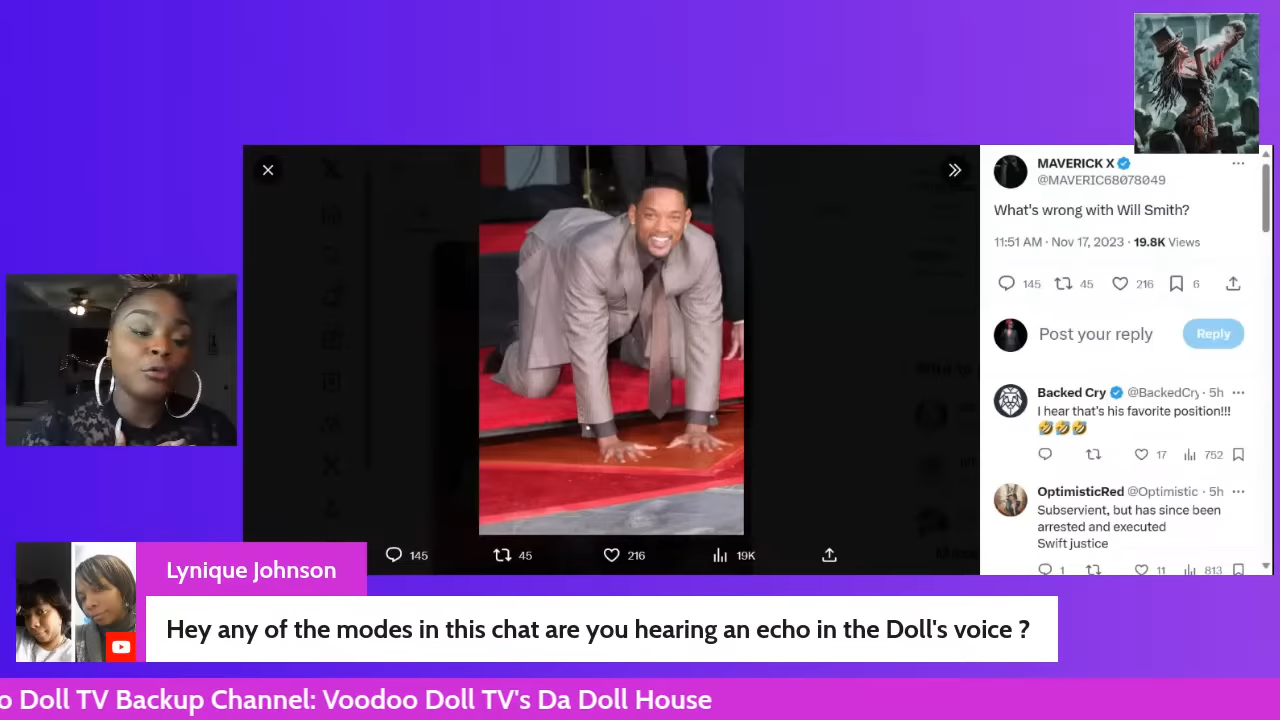 MAVERICK X
@MAVERIC68078049
What's wrong with Will Smith?
11:51 AM · Nov 17, 2023 · 19.8K Views
145 45 216 6
Post your reply
Reply
Backed Cry @BackedCry · 5h
I hear that's his favorite position!!!
🤣🤣🤣
17 752
OptimisticRed @Optimistic · 5h
Subservient, but has since been
arrested and executed
Swift justice
1 11 813
145 45 216 19K
Lynique Johnson
Hey any of the modes in this chat are you hearing an echo in the Doll's voice ?
o Doll TV Backup Channel: Voodoo Doll TV's Da Doll House